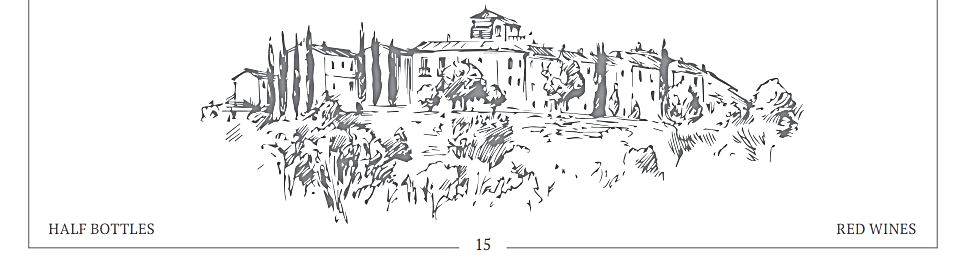 HALF BOTTLES
RED WINES
15